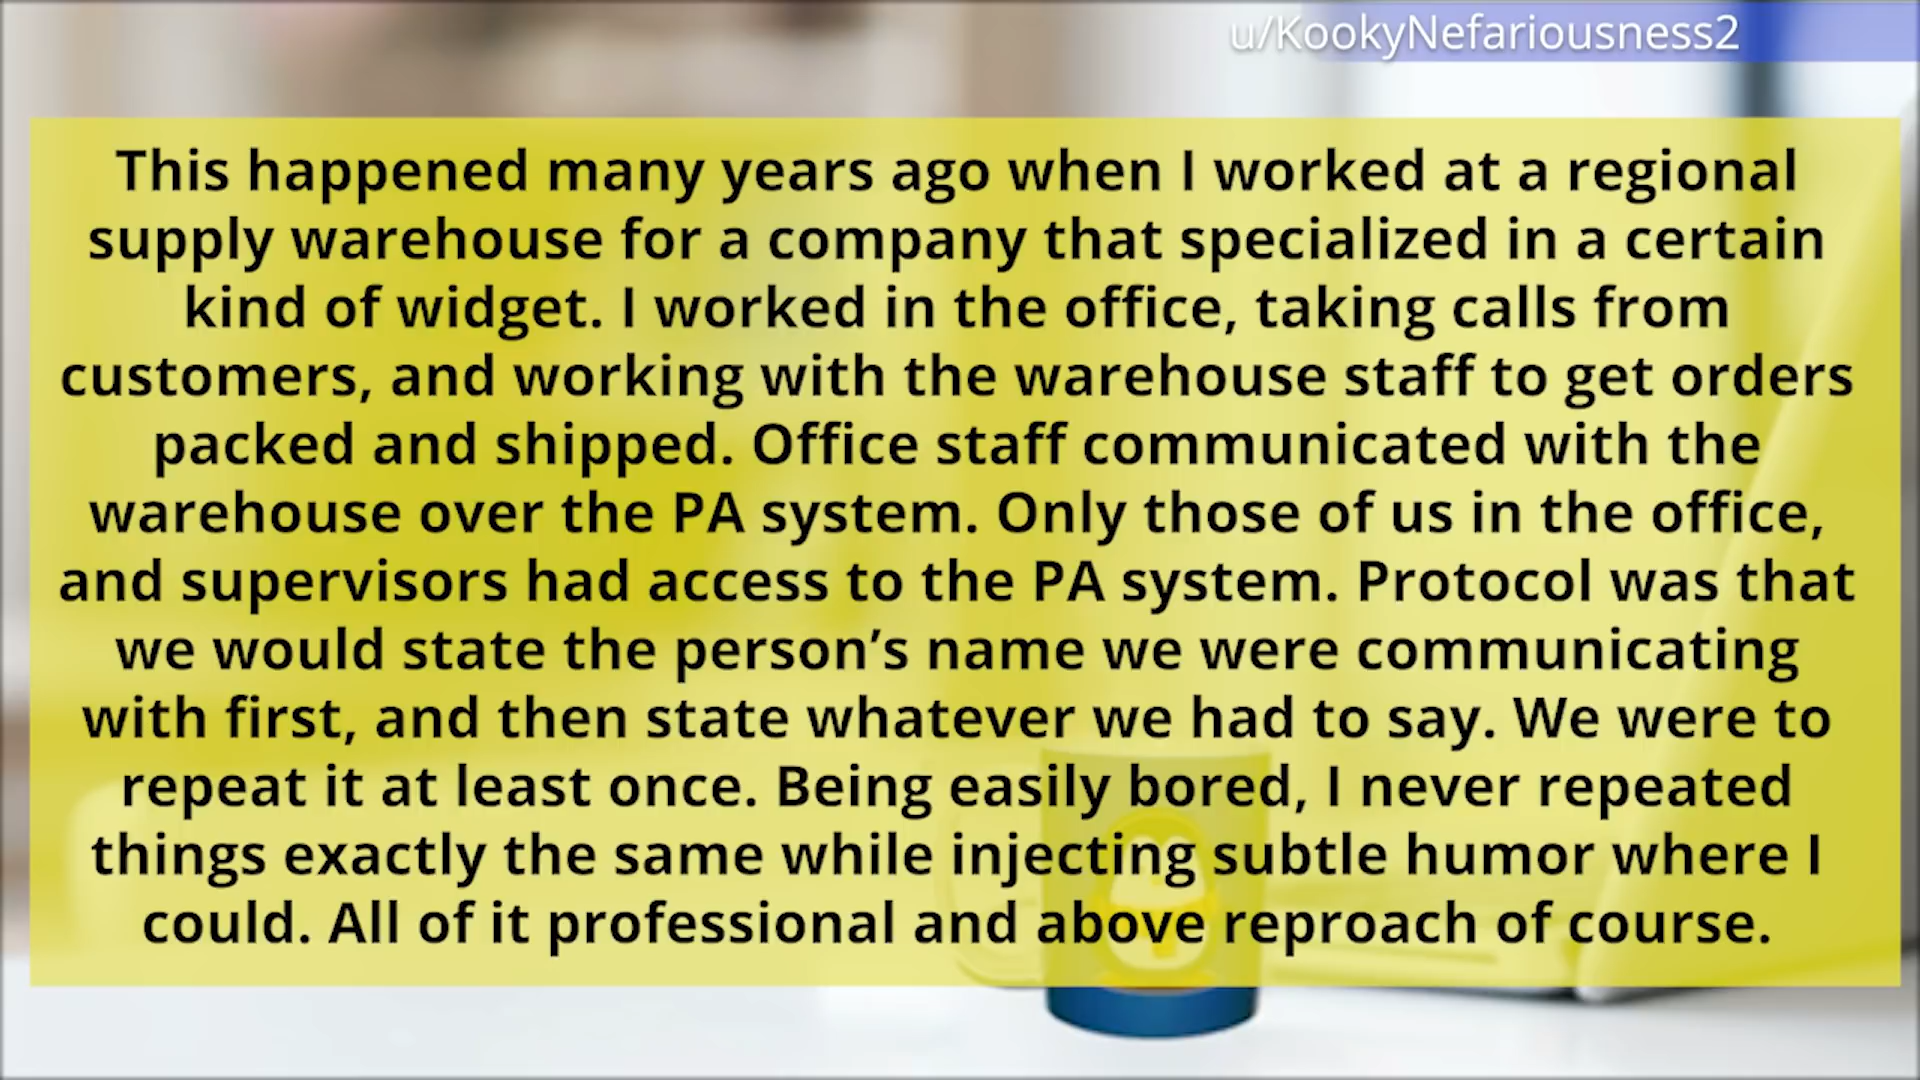 u/KookyNefariousness2
This happened many years ago when I worked at a regional
supply warehouse for a company that specialized in a certain
kind of widget. I worked in the office, taking calls from
customers, and working with the warehouse staff to get orders
packed and shipped. Office staff communicated with the
warehouse over the PA system. Only those of us in the office,
and supervisors had access to the PA system. Protocol was that
we would state the person’s name we were communicating
with first, and then state whatever we had to say. We were to
repeat it at least once. Being easily bored, I never repeated
things exactly the same while injecting subtle humor where I
could. All of it professional and above reproach of course.